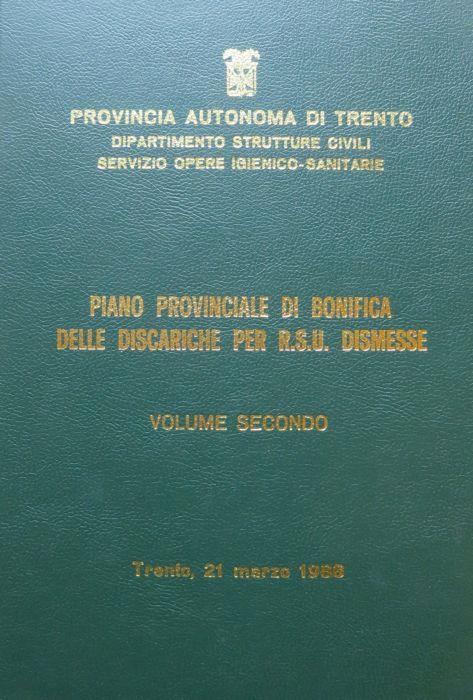 PROVINCIA AUTONOMA DI TRENTO
DIPARTIMENTO STRUTTURE CIVILI
SERVIZIO OPERE IGIENICO-SANITARIE
PIANO PROVINCIALE DI BONIFICA
DELLE DISCARICHE PER R.S.U. DISMESSE
VOLUME SECONDO
Trento, 21 marzo 1988